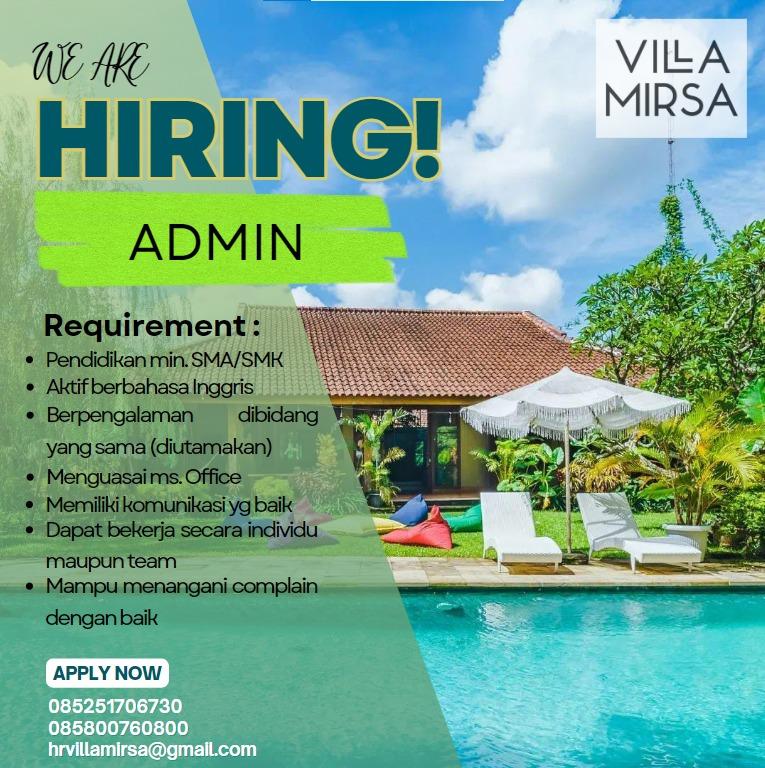 WE ARE
HIRING!
VILLA
MIRSA
ADMIN
Requirement :
• Pendidikan min. SMA/SMK
• Aktif berbahasa Inggris
• Berpengalaman dibidang
yang sama (diutamakan)
• Menguasai ms. Office
• Memiliki komunikasi yg baik
• Dapat bekerja secara individu
maupun team
• Mampu menangani complain
dengan baik
APPLY NOW
085251706730
085800760800
hrvillamirsa@gmail.com